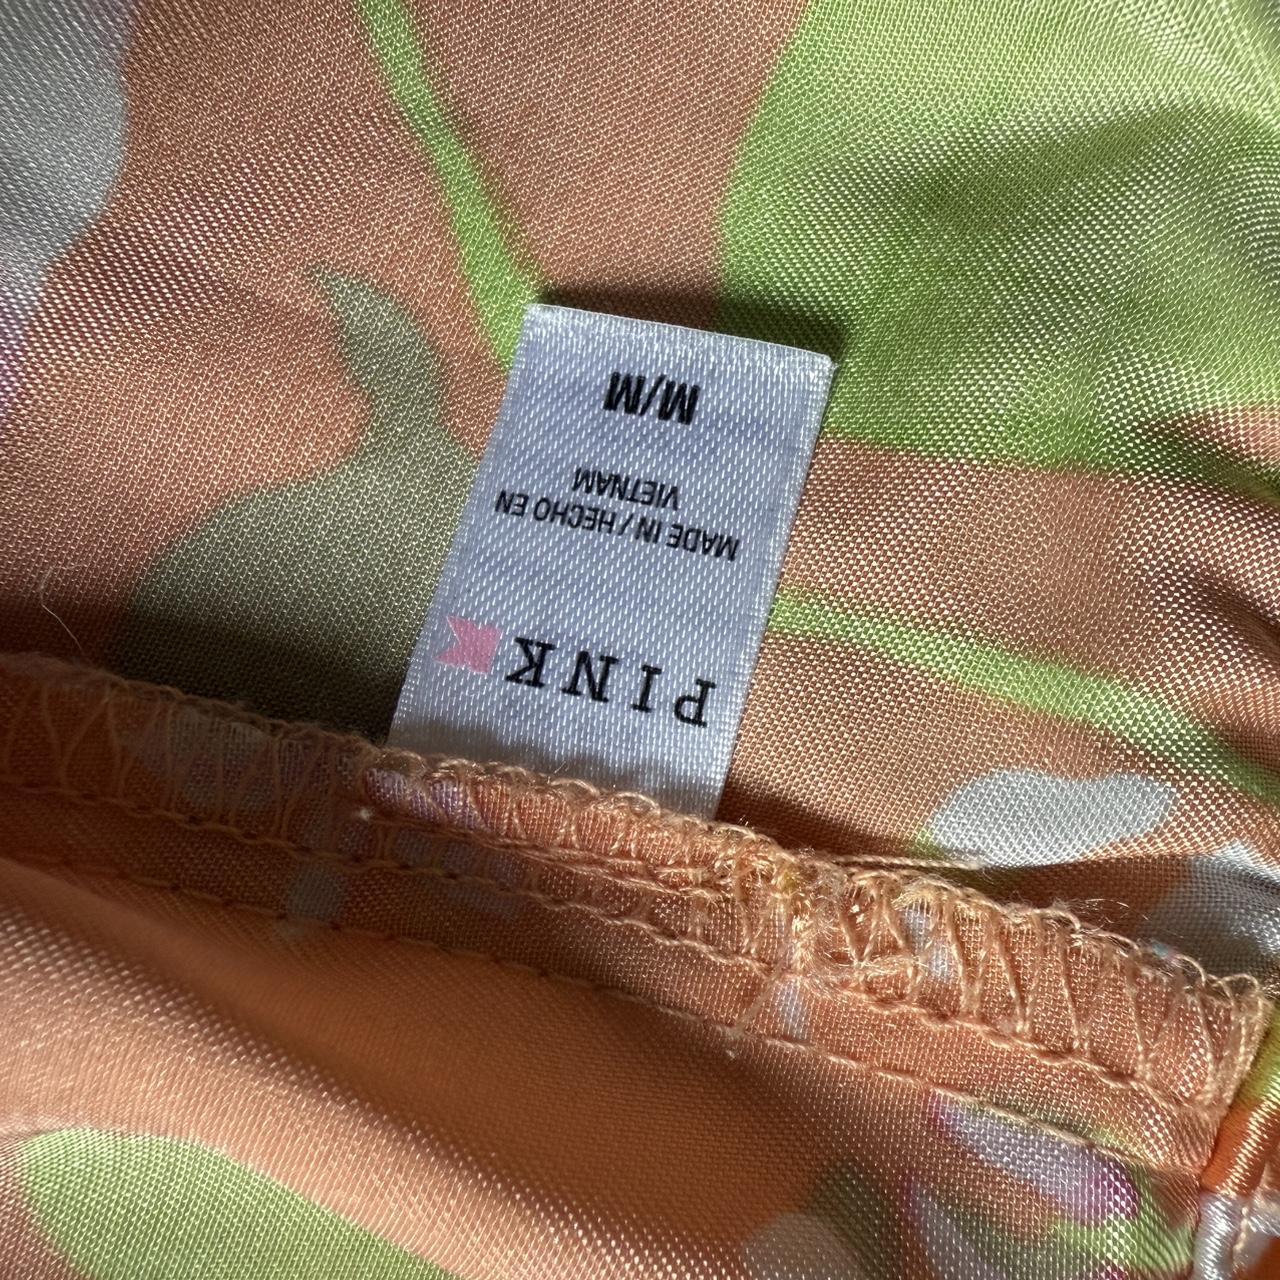 PINK
MADE IN / HECHO EN
VIETNAM
M/M